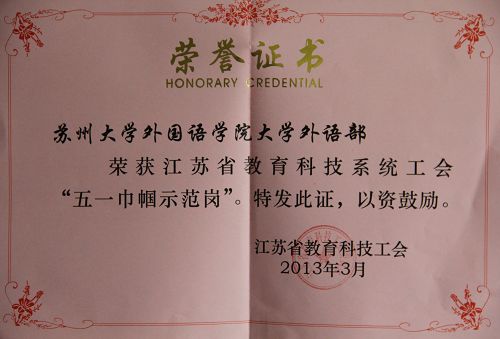 荣誉证书
HONORARY CREDENTIAL
苏州大学外国语学院大学外语部
荣获江苏省教育科技系统工会
“五一巾帼示范岗”。特发此证，以资鼓励。
江苏省教育科技工会
2013年3月